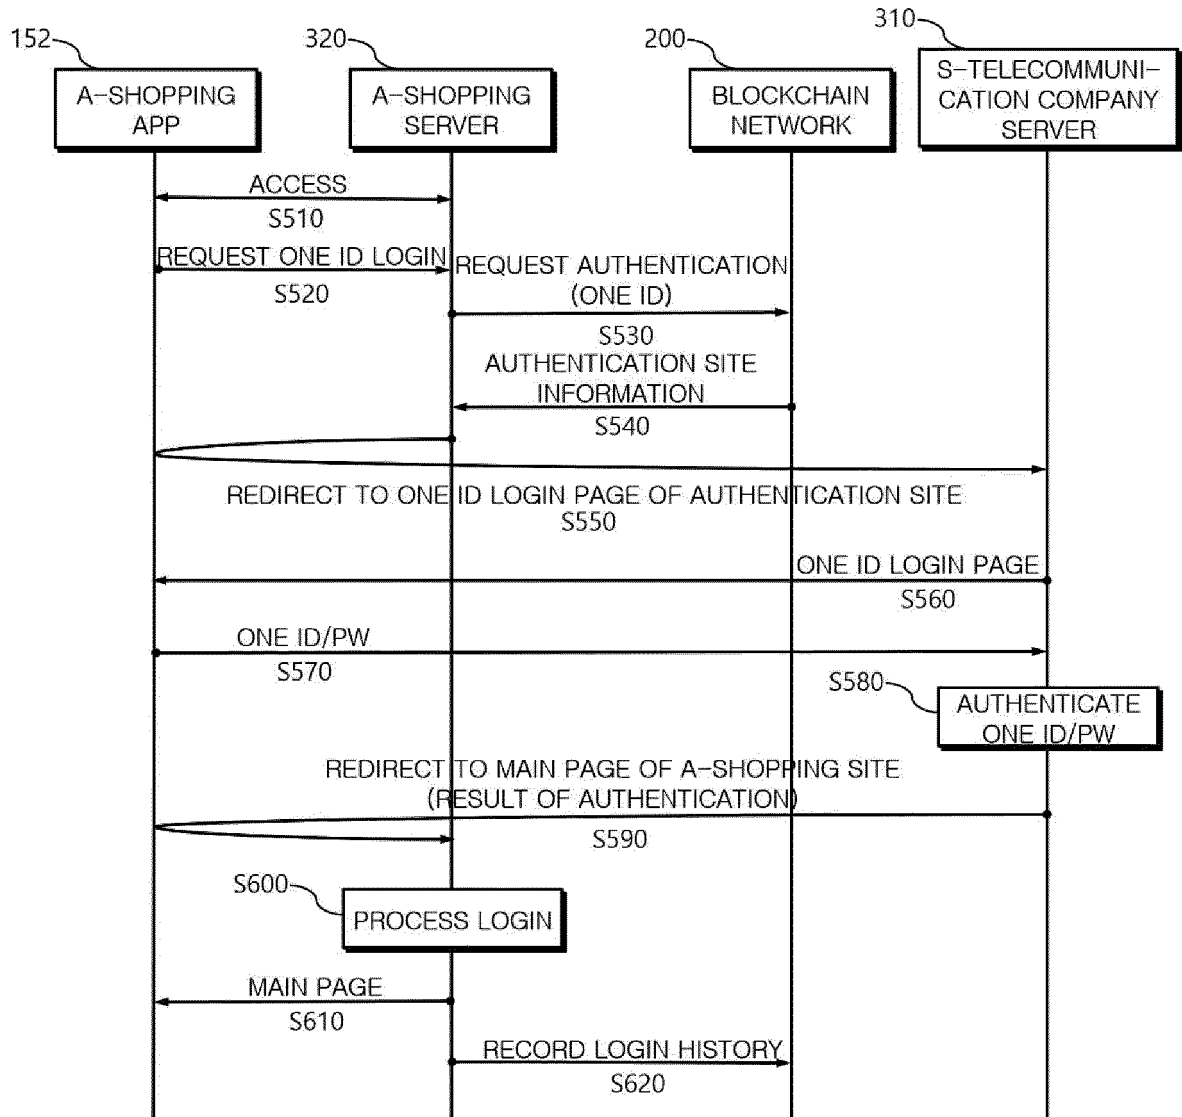 152
320
200
310
A-SHOPPING
APP
A-SHOPPING
SERVER
BLOCKCHAIN
NETWORK
S-TELECOMMUNI-
CATION COMPANY
SERVER
ACCESS
S510
REQUEST ONE ID LOGIN
S520
REQUEST AUTHENTICATION
(ONE ID)
S530
AUTHENTICATION SITE
INFORMATION
S540
REDIRECT TO ONE ID LOGIN PAGE OF AUTHENTICATION SITE
S550
ONE ID LOGIN PAGE
S560
ONE ID/PW
S570
S580
AUTHENTICATE
ONE ID/PW
REDIRECT TO MAIN PAGE OF A-SHOPPING SITE
(RESULT OF AUTHENTICATION)
S590
S600
PROCESS LOGIN
MAIN PAGE
S610
RECORD LOGIN HISTORY
S620